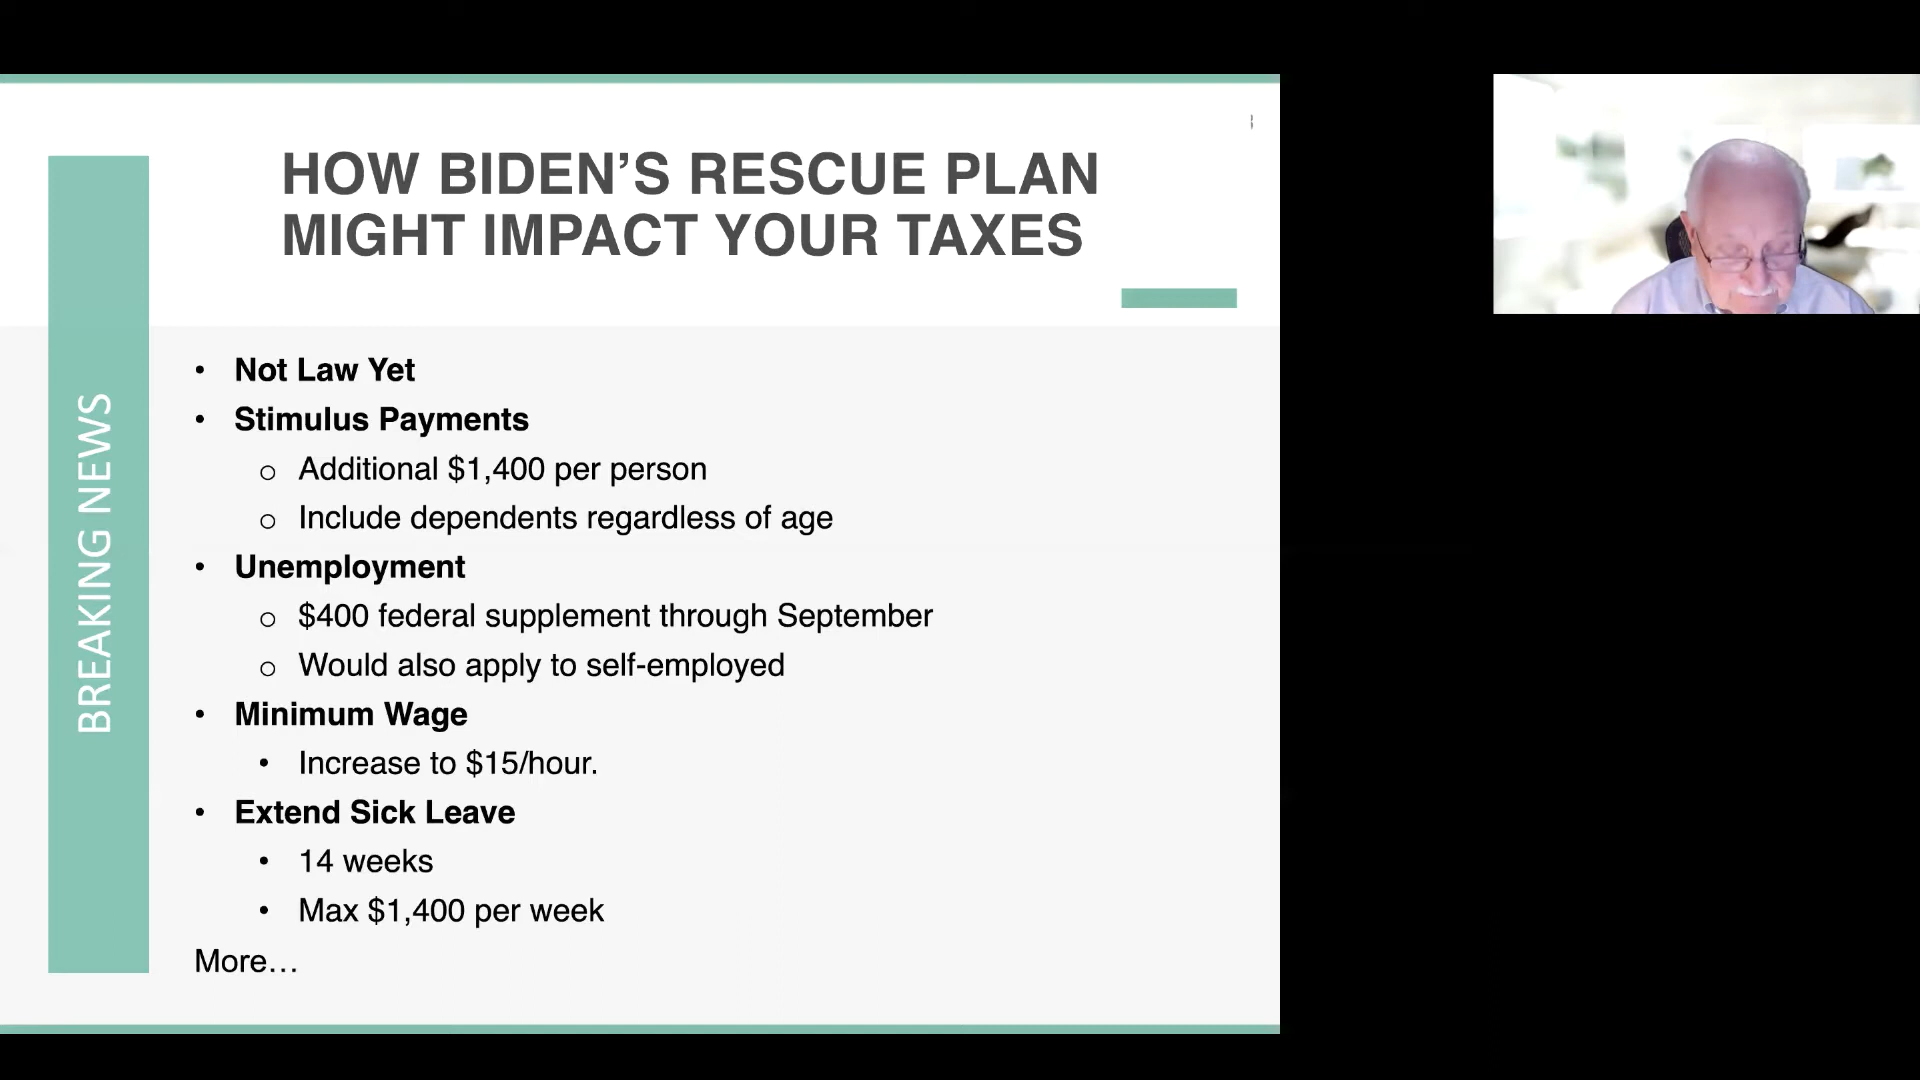 HOW BIDEN’S RESCUE PLAN
MIGHT IMPACT YOUR TAXES
BREAKING NEWS
• Not Law Yet
• Stimulus Payments
o Additional $1,400 per person
o Include dependents regardless of age
• Unemployment
o $400 federal supplement through September
o Would also apply to self-employed
• Minimum Wage
• Increase to $15/hour.
• Extend Sick Leave
• 14 weeks
• Max $1,400 per week
More…